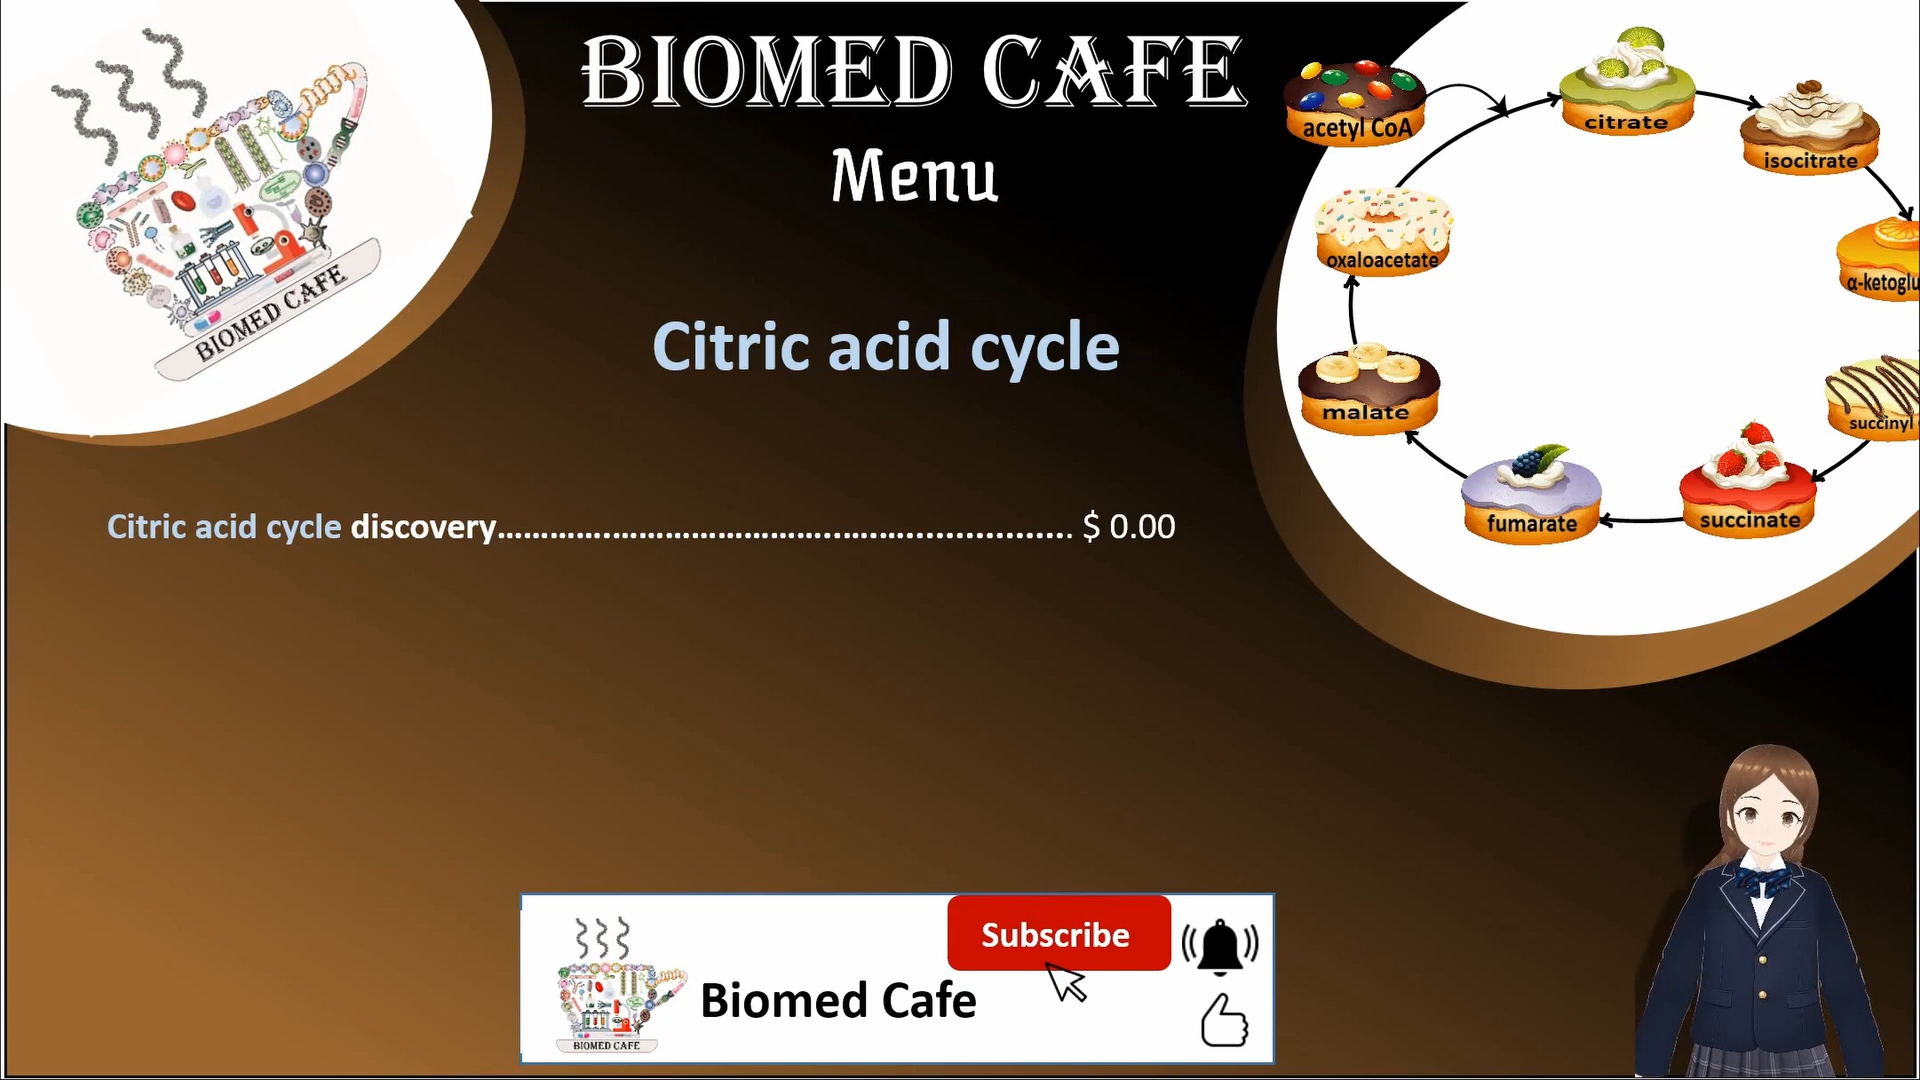 BIOMED CAFE
Menu
BIOMED CAFE
acetyl CoA
citrate
isocitrate
oxaloacetate
α-ketoglu
malate
succinyl
fumarate
succinate
Citric acid cycle
Citric acid cycle discovery................................................................ $ 0.00
Subscribe
Biomed Cafe
BIOMED CAFE